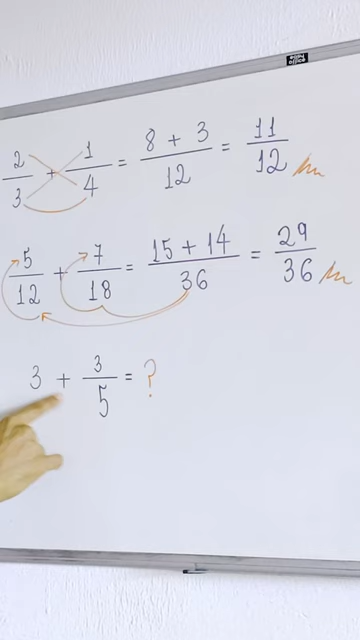 2/3 + 1/4 = (8 + 3)/12 = 11/12
5/12 + 7/18 = (15 + 14)/36 = 29/36
3 + 3/5 = ?